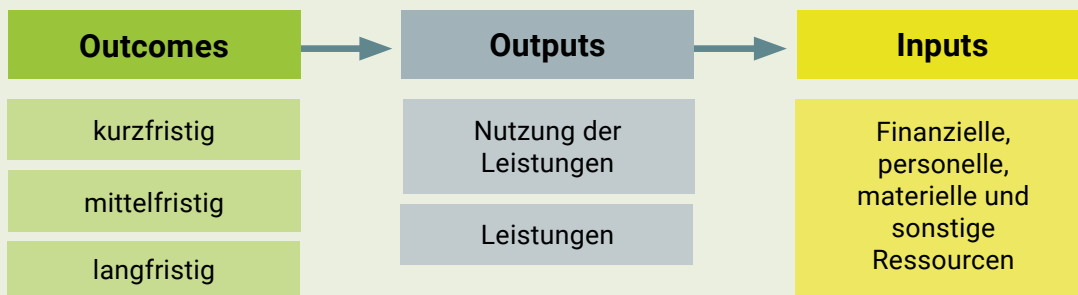 Outcomes
kurzfristig
mittelfristig
langfristig
Outputs
Nutzung der
Leistungen
Leistungen
Inputs
Finanzielle,
personelle,
materielle und
sonstige
Ressourcen